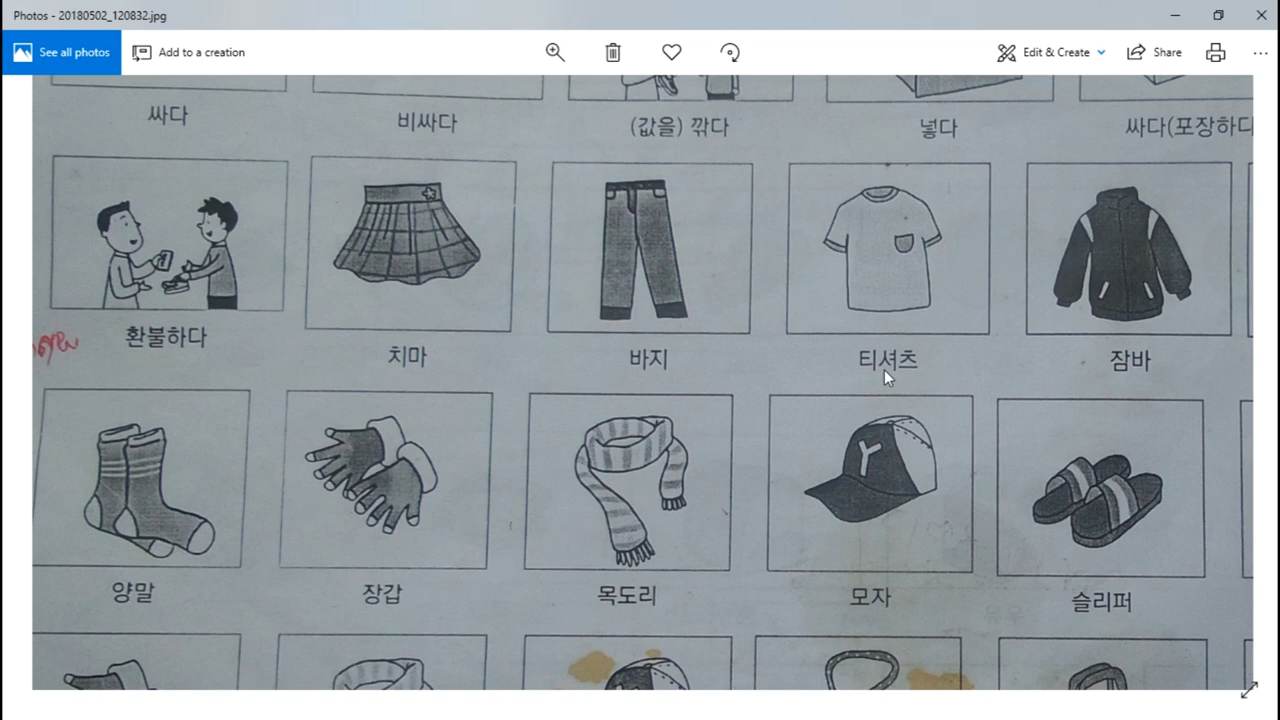 Photos - 20180502_120832.jpg
See all photos
Add to a creation
Edit & Create
Share
싸다 비싸다 (값을) 깎다 넣다 싸다(포장하다
환불하다 치마 바지 티셔츠 잠바
양말 장갑 목도리 모자 슬리퍼
Y